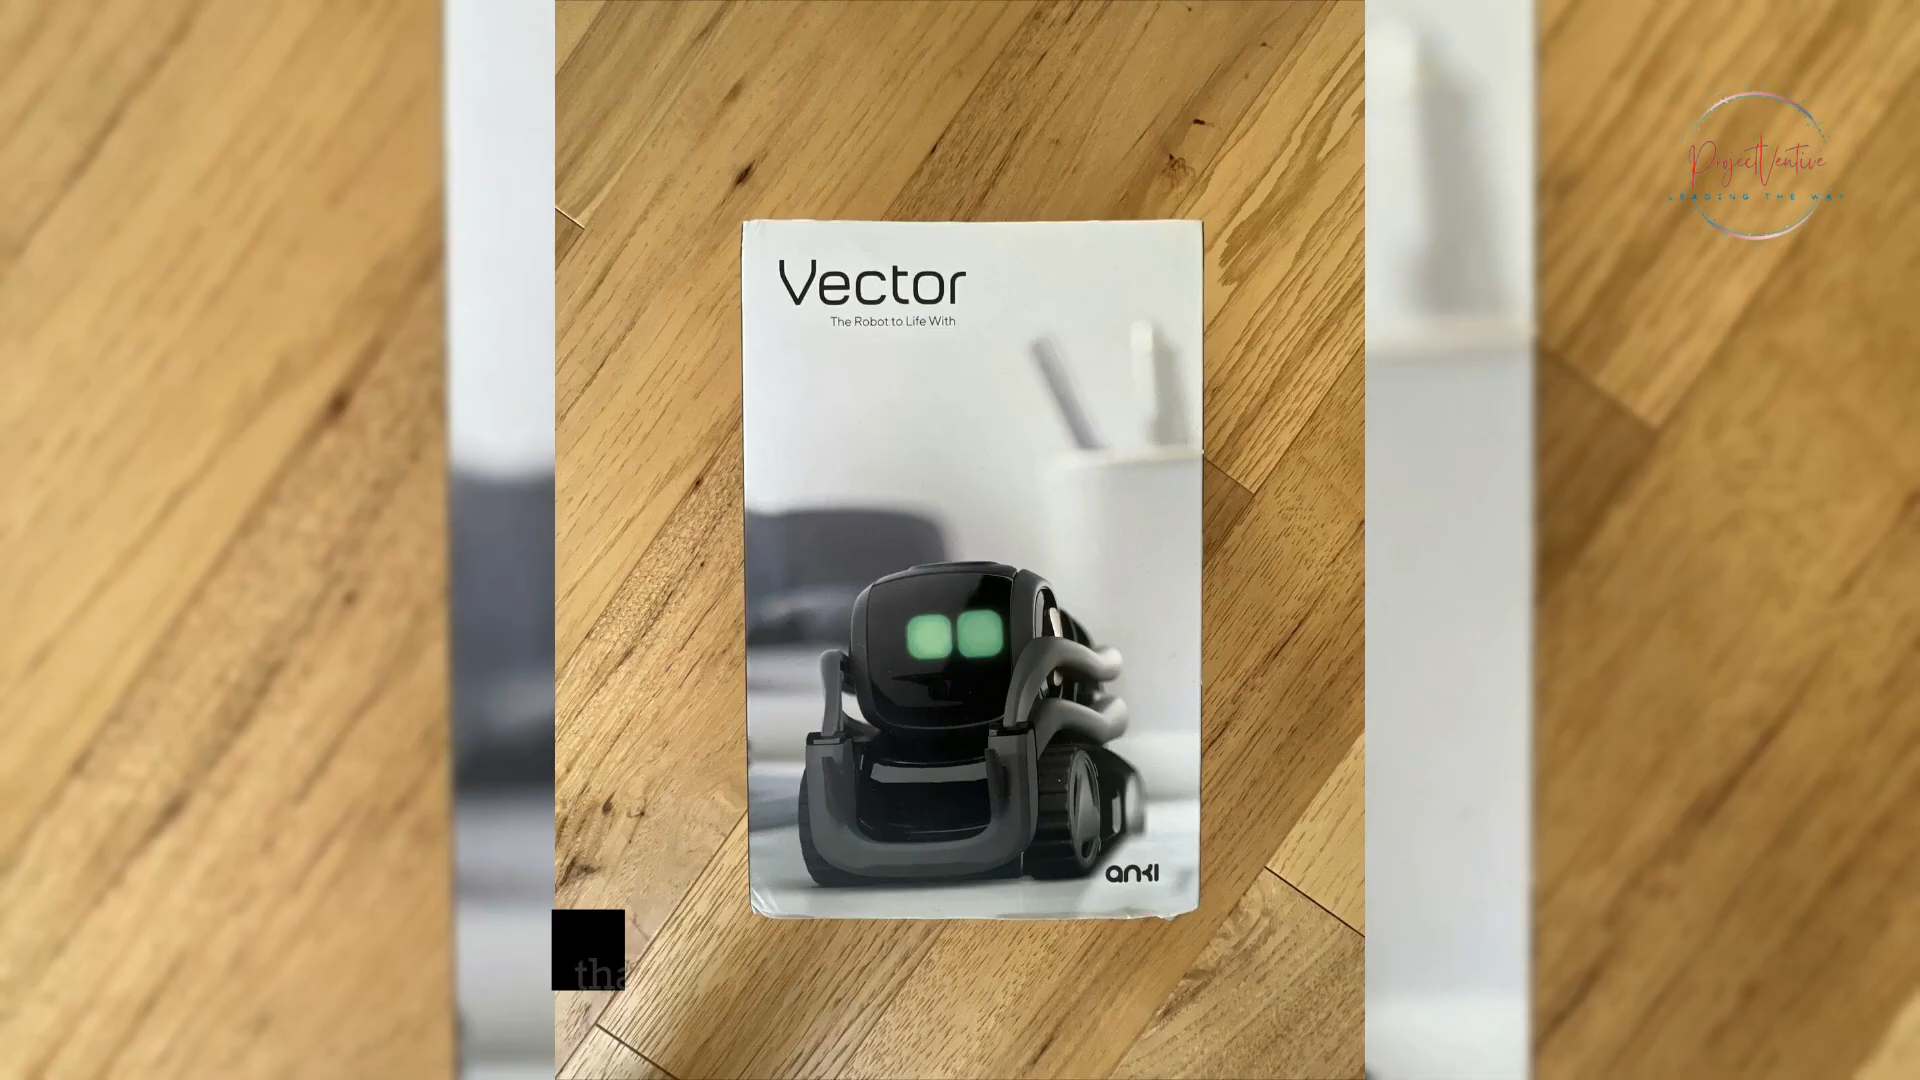 Vector
The Robot to Life With
anki
ProjectVentive
LEADING THE WAY
tha